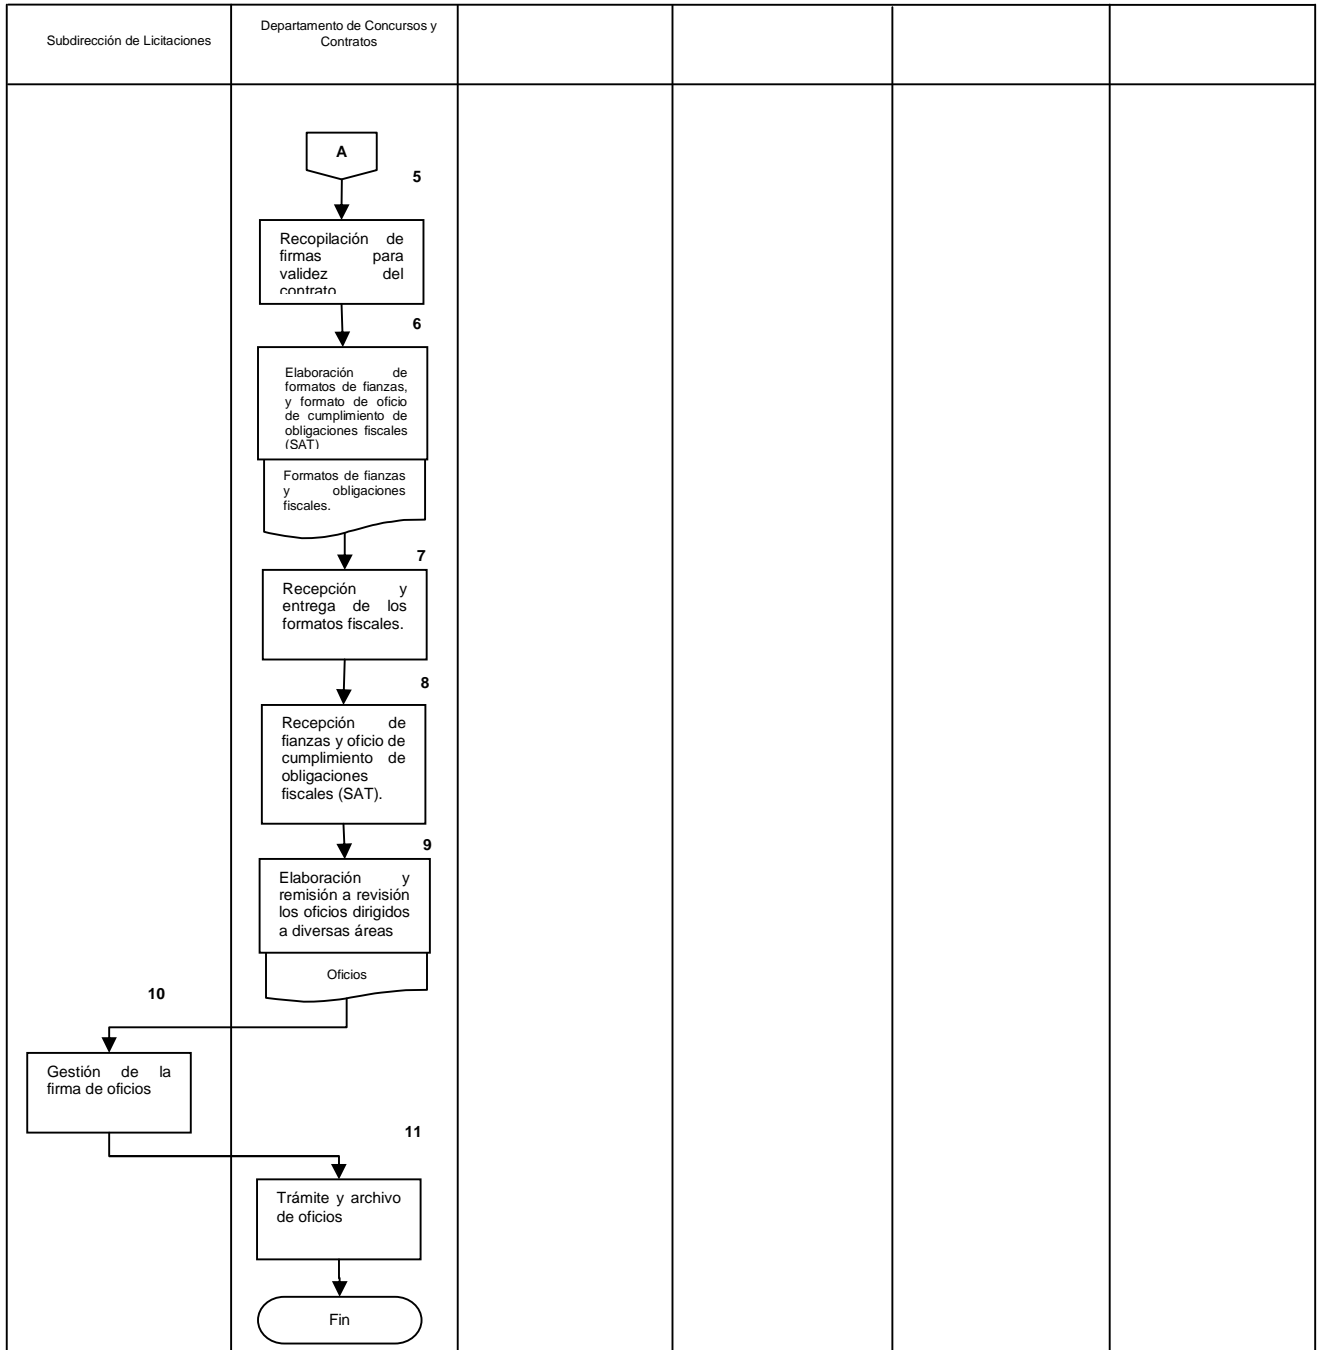 Subdirección de Licitaciones
Departamento de Concursos y
Contratos
A
5
Recopilación de
firmas para
validez del
contrato
6
Elaboración de
formatos de fianzas,
y formato de oficio
de cumplimiento de
obligaciones fiscales
(SAT)
Formatos de fianzas
y obligaciones
fiscales.
7
Recepción y
entrega de los
formatos fiscales.
8
Recepción de
fianzas y oficio de
cumplimiento de
obligaciones
fiscales (SAT).
9
Elaboración y
remisión a revisión
los oficios dirigidos
a diversas áreas
Oficios
10
Gestión de la
firma de oficios
11
Trámite y archivo
de oficios
Fin